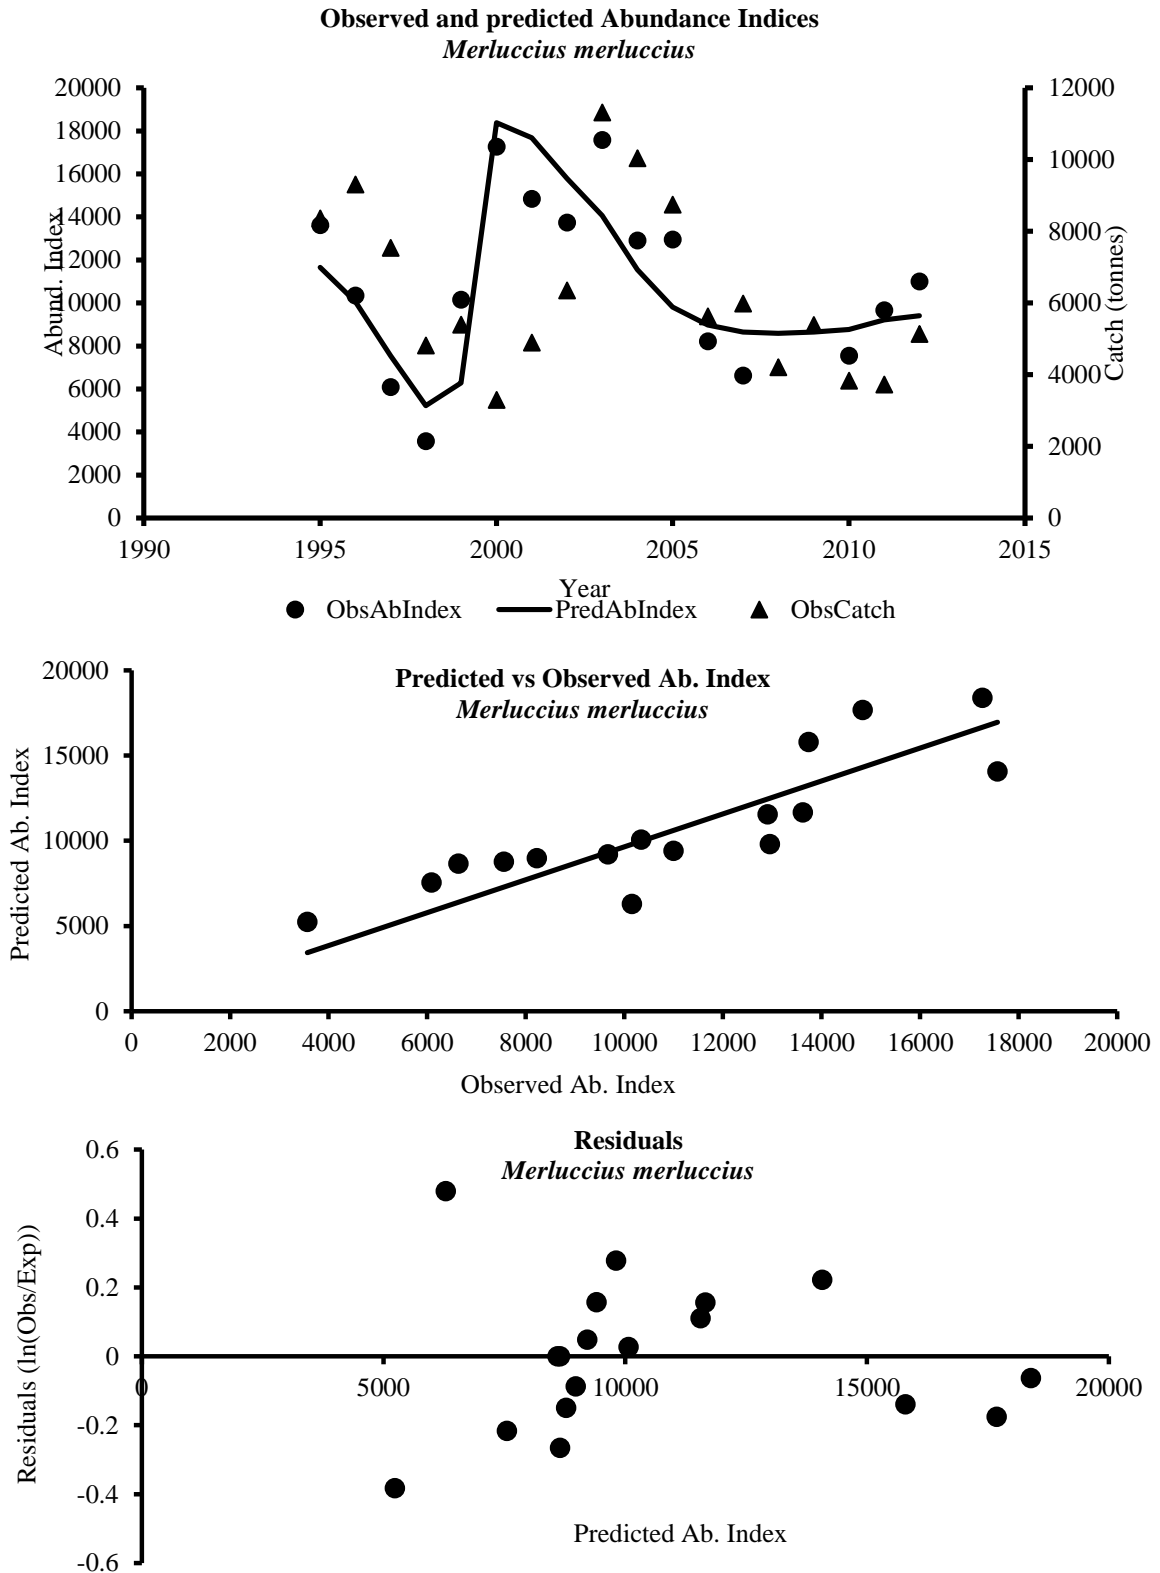 Observed and predicted Abundance Indices
Merluccius merluccius
20000
18000
16000
14000
12000
10000
8000
6000
4000
2000
0
Abund. Index
12000
10000
8000
6000
4000
2000
0
Catch (tonnes)
1990 1995 2000 2005 2010 2015
Year
ObsAbIndex PredAbIndex ObsCatch
Predicted vs Observed Ab. Index
Merluccius merluccius
20000
15000
10000
5000
0
Predicted Ab. Index
0 2000 4000 6000 8000 10000 12000 14000 16000 18000 20000
Observed Ab. Index
Residuals
Merluccius merluccius
0.6
0.4
0.2
0
-0.2
-0.4
-0.6
Residuals (ln(Obs/Exp))
0 5000 10000 15000 20000
Predicted Ab. Index